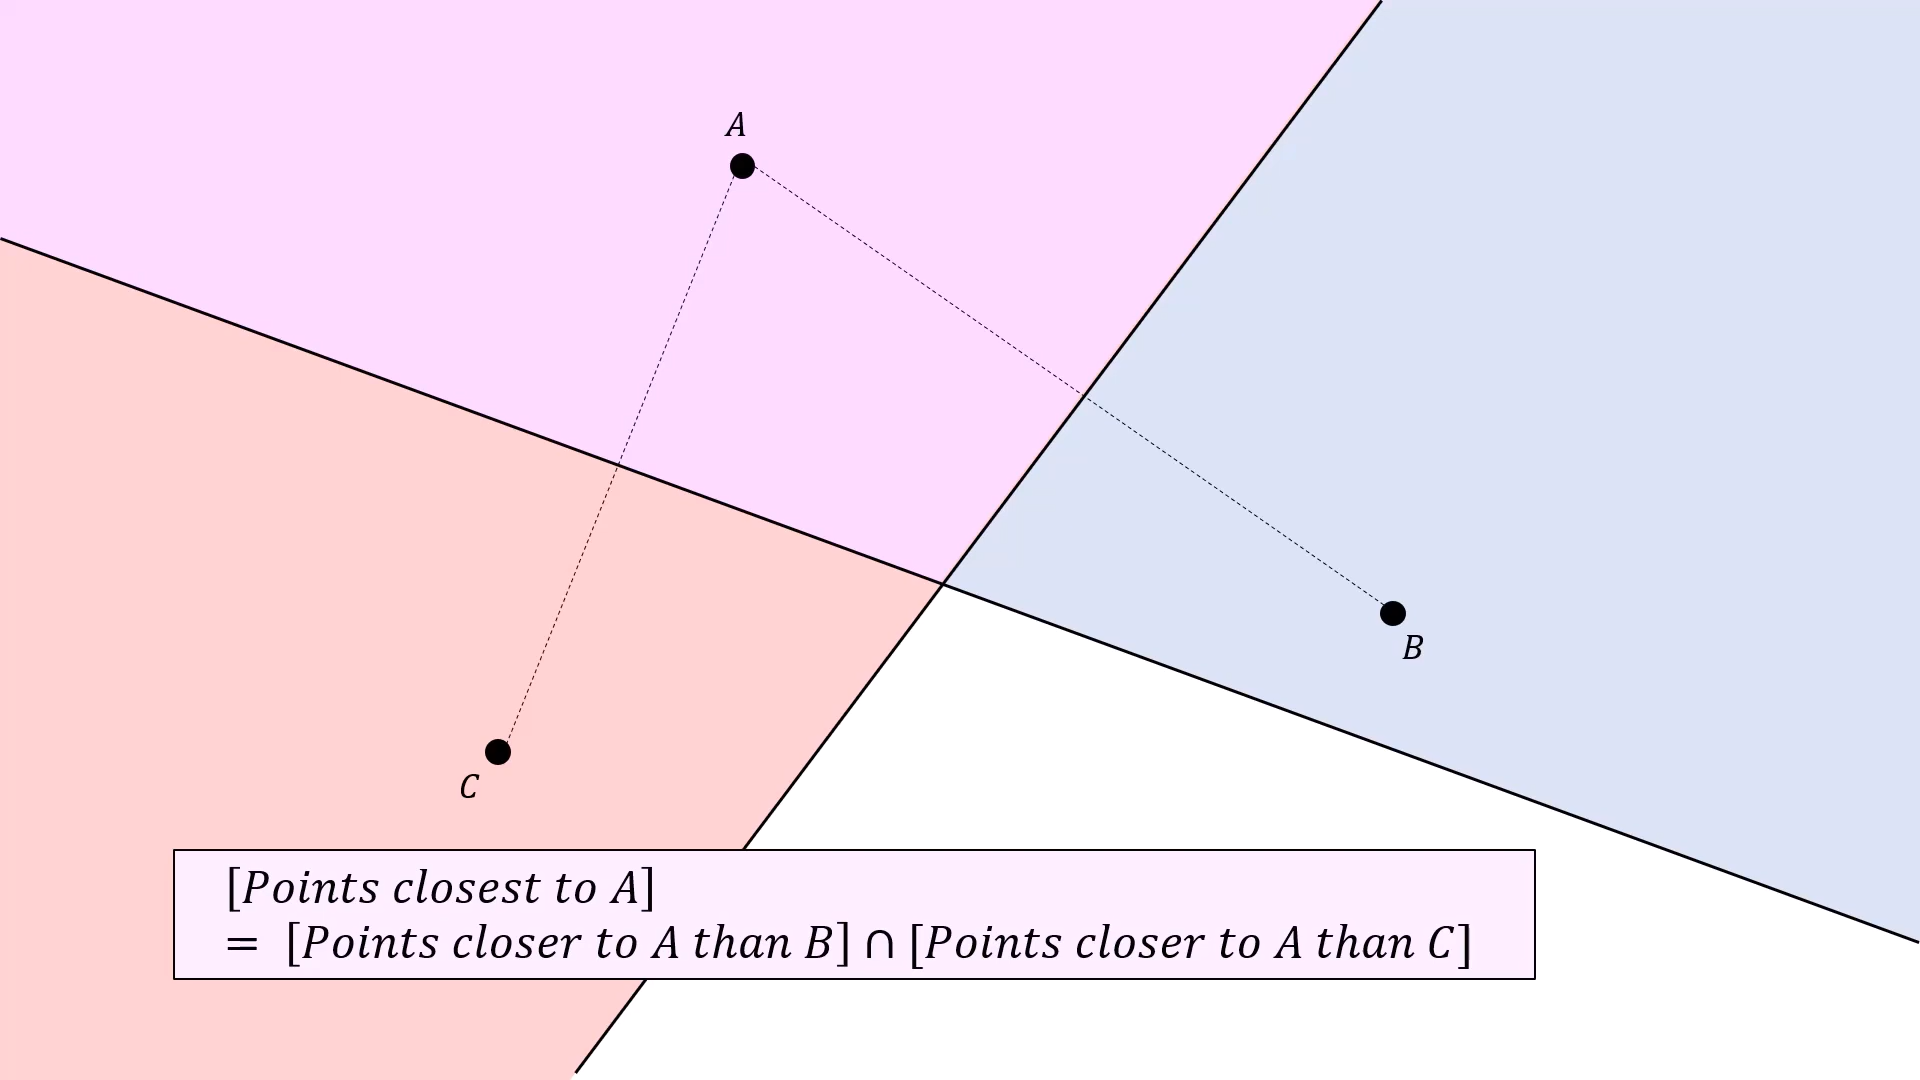 A
B
C
[Points closest to A]
= [Points closer to A than B] ∩ [Points closer to A than C]